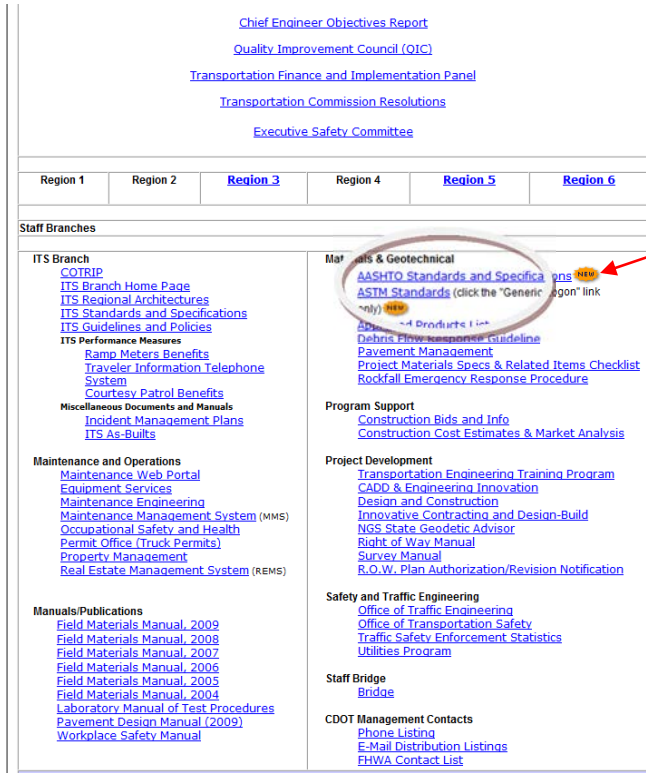 Chief Engineer Objectives Report
Quality Improvement Council (QIC)
Transportation Finance and Implementation Panel
Transportation Commission Resolutions
Executive Safety Committee
Region 1 Region 2 Region 3 Region 4 Region 5 Region 6
Staff Branches
ITS Branch
COTRIP
ITS Branch Home Page
ITS Regional Architectures
ITS Standards and Specifications
ITS Guidelines and Policies
ITS Performance Measures
Ramp Meters Benefits
Traveler Information Telephone
System
Courtesy Patrol Benefits
Miscellaneous Documents and
Manuals
Incident Management Plans
ITS As-Builts
Maintenance and Operations
Maintenance Web Portal
Equipment Services
Maintenance Engineering
Maintenance Management System (MMS)
Occupational Safety and Health
Permit Office (Truck Permits)
Property Management
Real Estate Management System (REMS)
Manuals/Publications
Field Materials Manual, 2009
Field Materials Manual, 2008
Field Materials Manual, 2007
Field Materials Manual, 2006
Field Materials Manual, 2005
Field Materials Manual, 2004
Laboratory Manual of Test Procedures
Pavement Design Manual (2009)
Workplace Safety Manual
& Geotechnical
AASHTO Standards and NEW
ASTM Standards (click the "Generic link
only) NEW
Products List
Debris Flow Response Guideline
Pavement Management
Project Materials Specs & Related Items Checklist
Rockfall Emergency Response Procedure
Program Support
Construction Bids and Info
Construction Cost Estimates & Market Analysis
Project Development
Transportation Engineering Training Program
CADD & Engineering Innovation
Design and Construction
Innovative Contracting and Design-Build
NGS State Geodetic Advisor
Right of Way Manual
Survey Manual
R.O.W. Plan Authorization/Revision Notification
Safety and Traffic Engineering
Office of Traffic Engineering
Office of Transportation Safety
Traffic Safety Enforcement Statistics
Utilities Program
Staff Bridge
Bridge
CDOT Management Contacts
Phone Listing
E-Mail Distribution Listings
FHWA Contact List